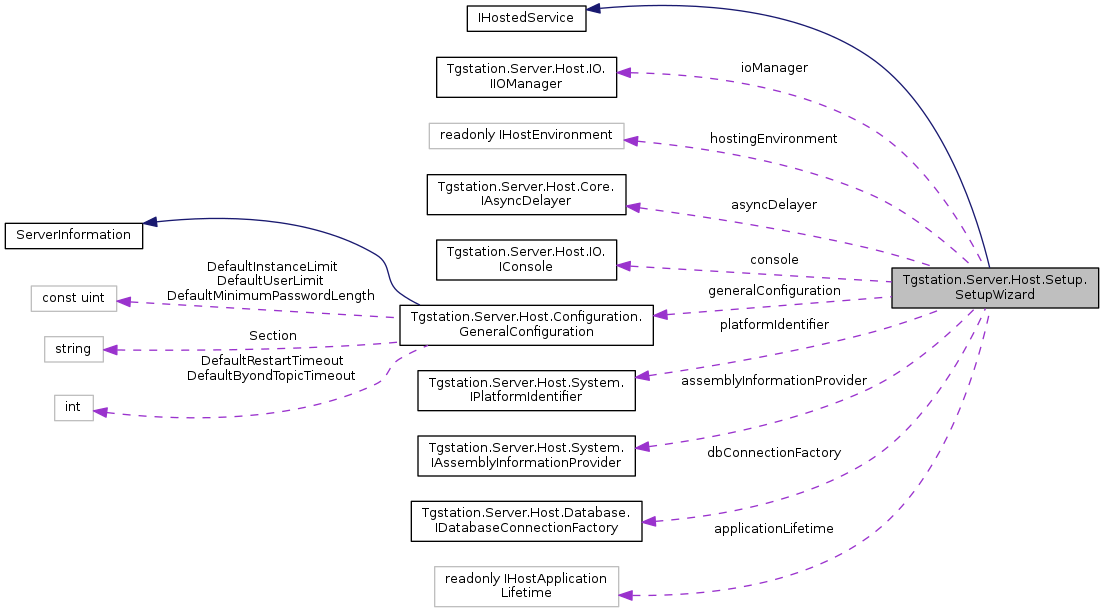 IHostedService
Tgstation.Server.Host.IO.
IIOManager
ioManager
readonly IHostEnvironment
hostingEnvironment
Tgstation.Server.Host.Core.
IAsyncDelayer
asyncDelayer
ServerInformation
Tgstation.Server.Host.IO.
IConsole
console
Tgstation.Server.Host.Setup.
SetupWizard
DefaultInstanceLimit
DefaultUserLimit
DefaultMinimumPasswordLength
const uint
generalConfiguration
Tgstation.Server.Host.Configuration.
GeneralConfiguration
string
Section
platformIdentifier
DefaultRestartTimeout
DefaultByondTopicTimeout
int
Tgstation.Server.Host.System.
IPlatformIdentifier
assemblyInformationProvider
Tgstation.Server.Host.System.
IAssemblyInformationProvider
dbConnectionFactory
Tgstation.Server.Host.Database.
IDatabaseConnectionFactory
applicationLifetime
readonly IHostApplication
Lifetime